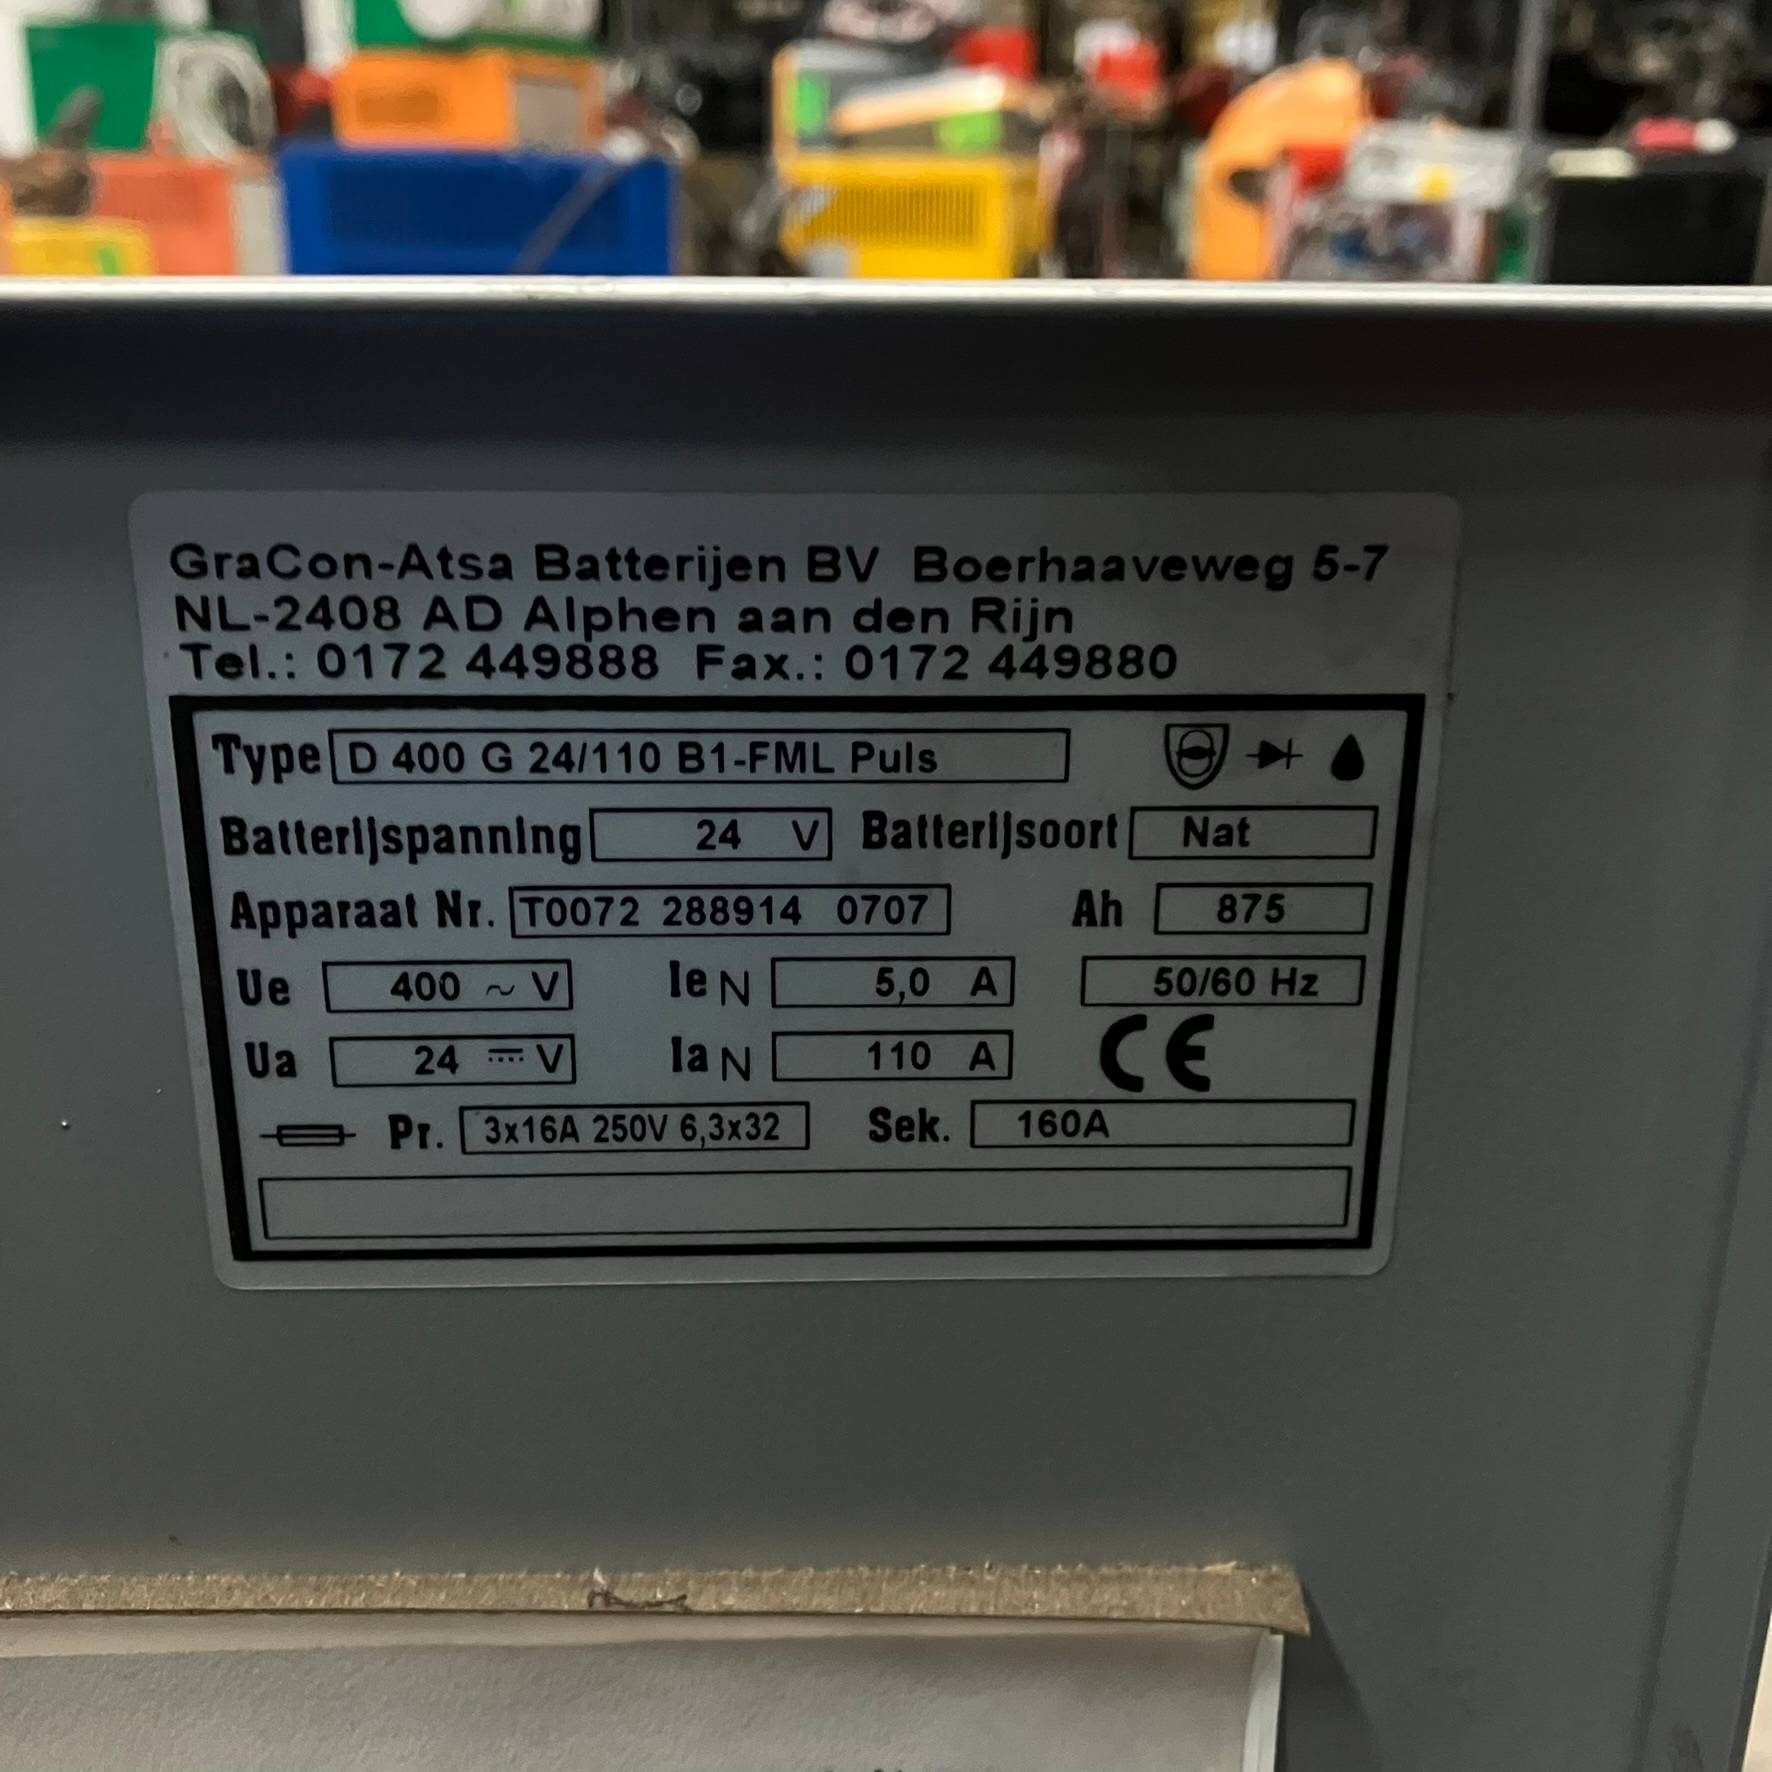 GraCon-Atsa Batterijen BV Boerhaaveweg 5-7
NL-2408 AD Alphen aan den Rijn
Tel.: 0172 449888 Fax.: 0172 449880
Type D 400 G 24/110 B1-FML Puls
Batterijspanning 24 V Batterijsoort Nat
Apparaat Nr. T0072 288914 0707 Ah 875
Ue 400 ~ V Ie N 5,0 A 50/60 Hz
Ua 24 ⎓ V Ia N 110 A CE
Pr. 3x16A 250V 6,3x32 Sek. 160A